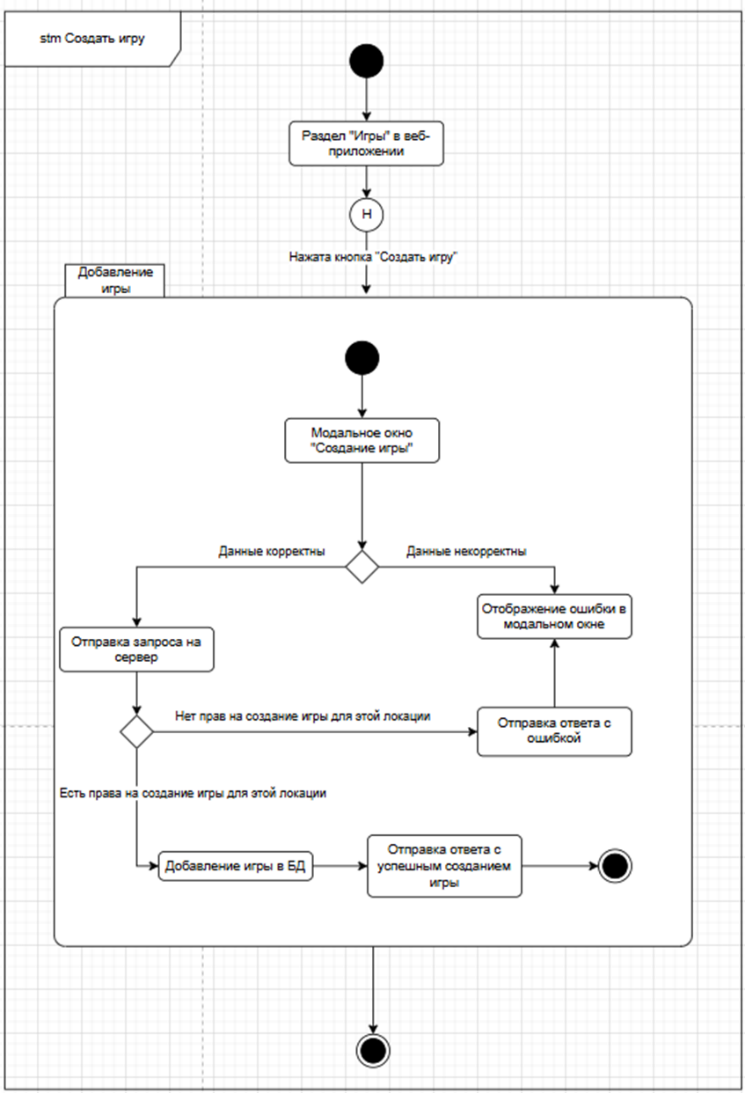 stm Создать игру
Раздел "Игры" в веб-
приложении
H
Нажата кнопка "Создать игру"
Добавление
игры
Модальное окно
"Создание игры"
Данные корректны
Данные некорректны
Отображение ошибки в
модальном окне
Отправка запроса на
сервер
Нет прав на создание игры для этой локации
Отправка ответа с
ошибкой
Есть права на создание игры для этой локации
Добавление игры в БД
Отправка ответа с
успешным созданием
игры